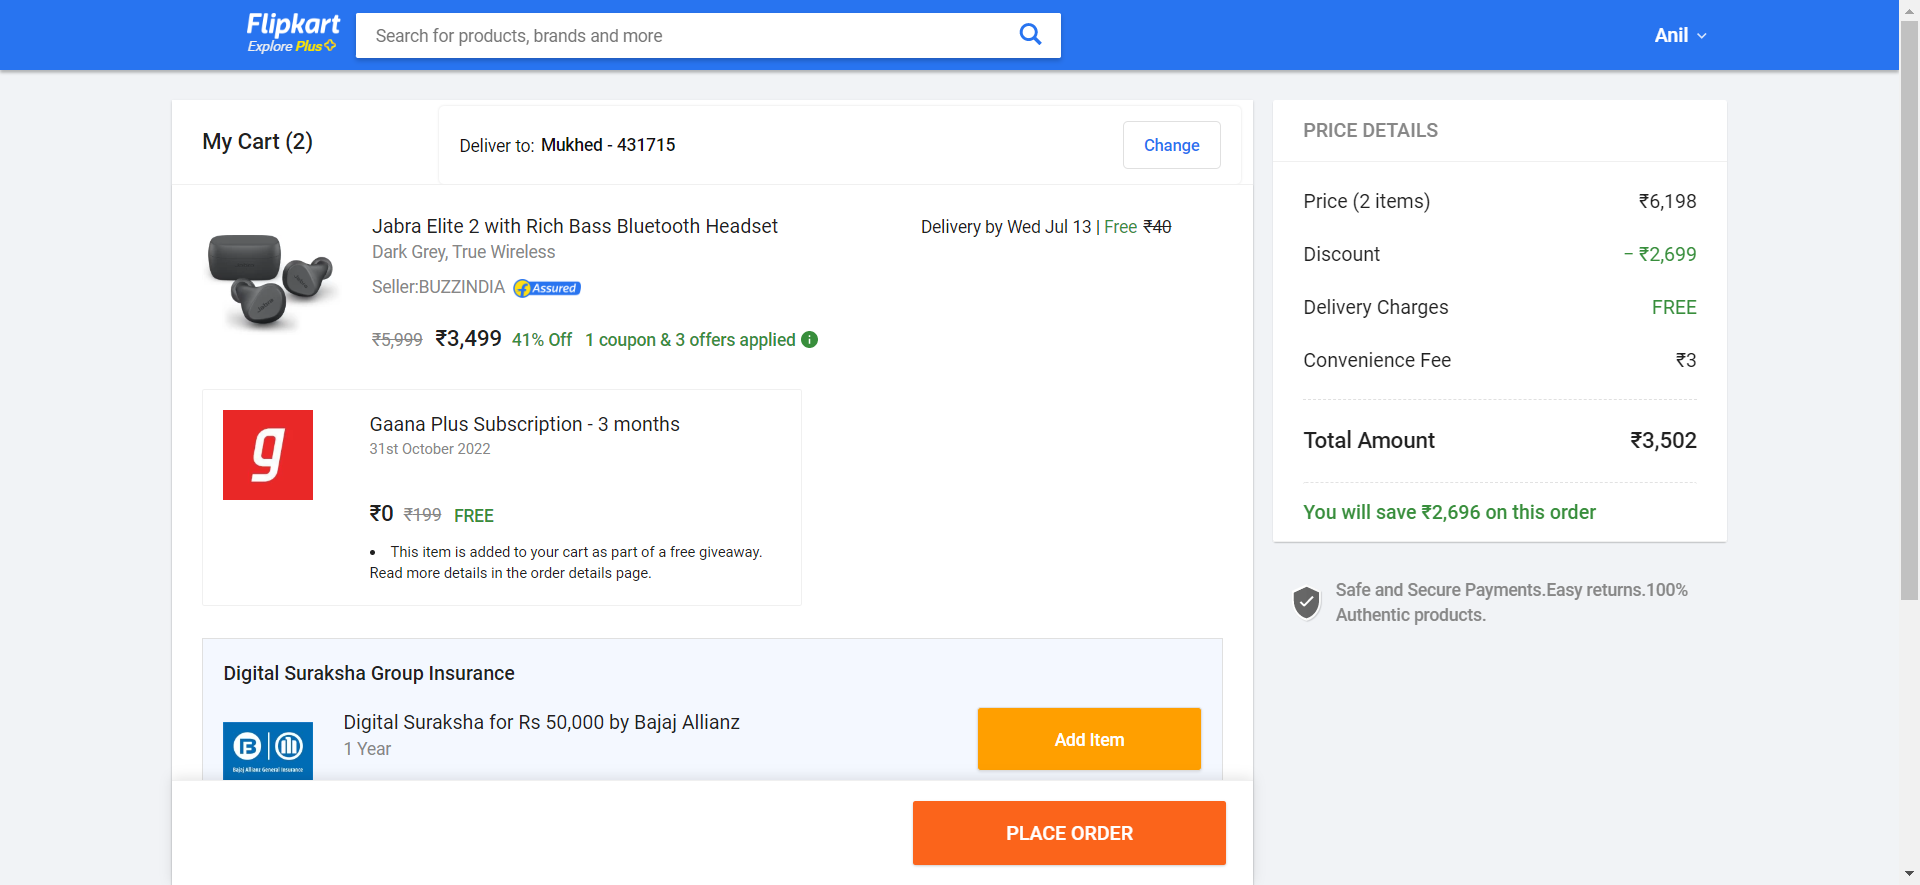 Flipkart
Explore Plus
Search for products, brands and more
Anil
My Cart (2)
Deliver to: Mukhed - 431715
Change
Jabra Elite 2 with Rich Bass Bluetooth Headset
Dark Grey, True Wireless
Seller:BUZZINDIA
Assured
₹5,999 ₹3,499 41% Off 1 coupon & 3 offers applied
Delivery by Wed Jul 13 | Free ₹40
g
Gaana Plus Subscription - 3 months
31st October 2022
₹0 ₹199 FREE
• This item is added to your cart as part of a free giveaway.
Read more details in the order details page.
Digital Suraksha Group Insurance
Bajaj Allianz General Insurance
Digital Suraksha for Rs 50,000 by Bajaj Allianz
1 Year
Add Item
PLACE ORDER
PRICE DETAILS
Price (2 items) ₹6,198
Discount − ₹2,699
Delivery Charges FREE
Convenience Fee ₹3
Total Amount ₹3,502
You will save ₹2,696 on this order
Safe and Secure Payments.Easy returns.100%
Authentic products.